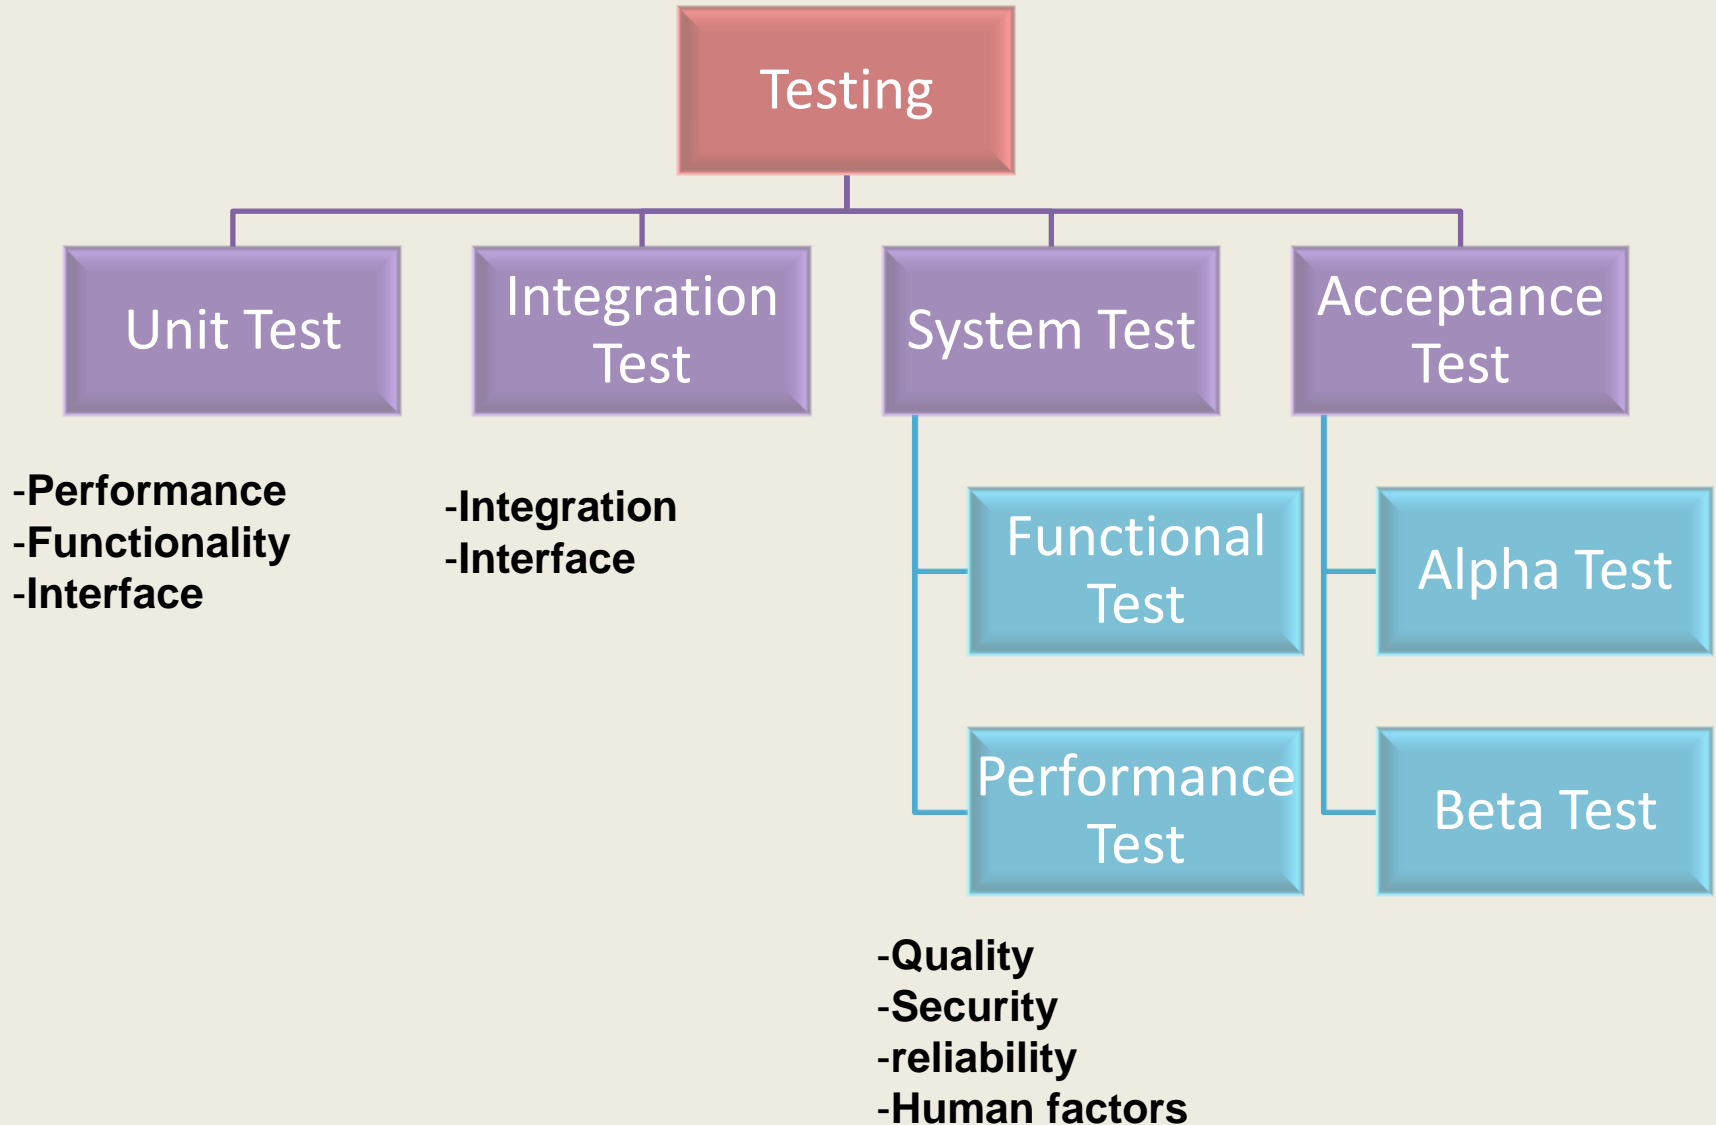 Testing
Unit Test
Integration
Test
System Test
Acceptance
Test
-Performance
-Functionality
-Interface
-Integration
-Interface
Functional
Test
Alpha Test
Performance
Test
Beta Test
-Quality
-Security
-reliability
-Human factors